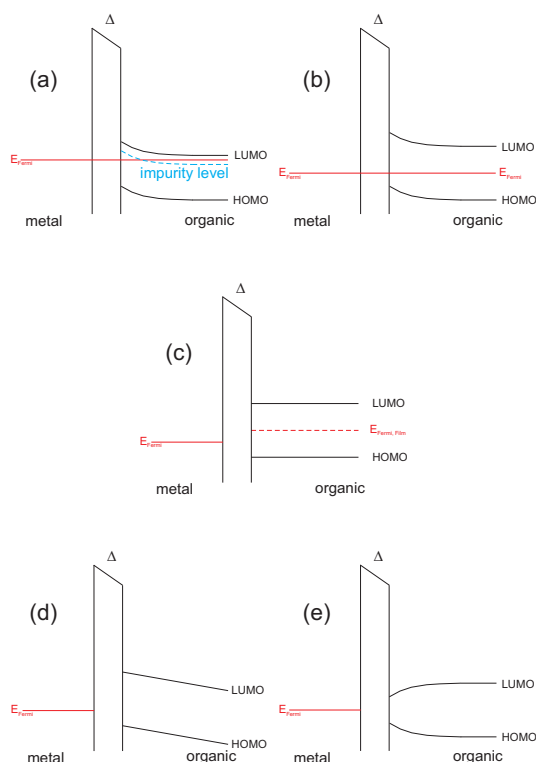 Δ
(a)
LUMO
E_Fermi
impurity level
HOMO
metal
organic
Δ
(b)
LUMO
E_Fermi
E_Fermi
HOMO
metal
organic
Δ
(c)
LUMO
E_Fermi, Film
E_Fermi
HOMO
metal
organic
Δ
(d)
LUMO
E_Fermi
HOMO
metal
organic
Δ
(e)
LUMO
E_Fermi
HOMO
metal
organic